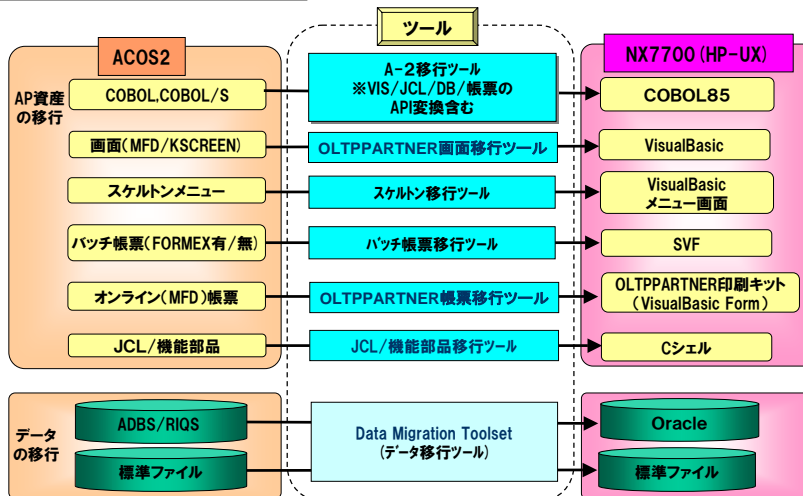 ツール
ACOS2
NX7700(HP-UX)
AP資産
の移行
COBOL,COBOL/S
A-2移行ツール
※VIS/JCL/DB/帳票の
API変換含む
COBOL85
画面(MFD/KSCREEN)
OLTPPARTNER画面移行ツール
VisualBasic
スケルトンメニュー
スケルトン移行ツール
VisualBasic
メニュー画面
バッチ帳票(FORMEX有/無)
バッチ帳票移行ツール
SVF
オンライン(MFD)帳票
OLTPPARTNER帳票移行ツール
OLTPPARTNER印刷キット
(VisualBasic Form)
JCL/機能部品
JCL/機能部品移行ツール
Cシェル
データ
の移行
ADBS/RIQS
Data Migration Toolset
(データ移行ツール)
Oracle
標準ファイル
標準ファイル